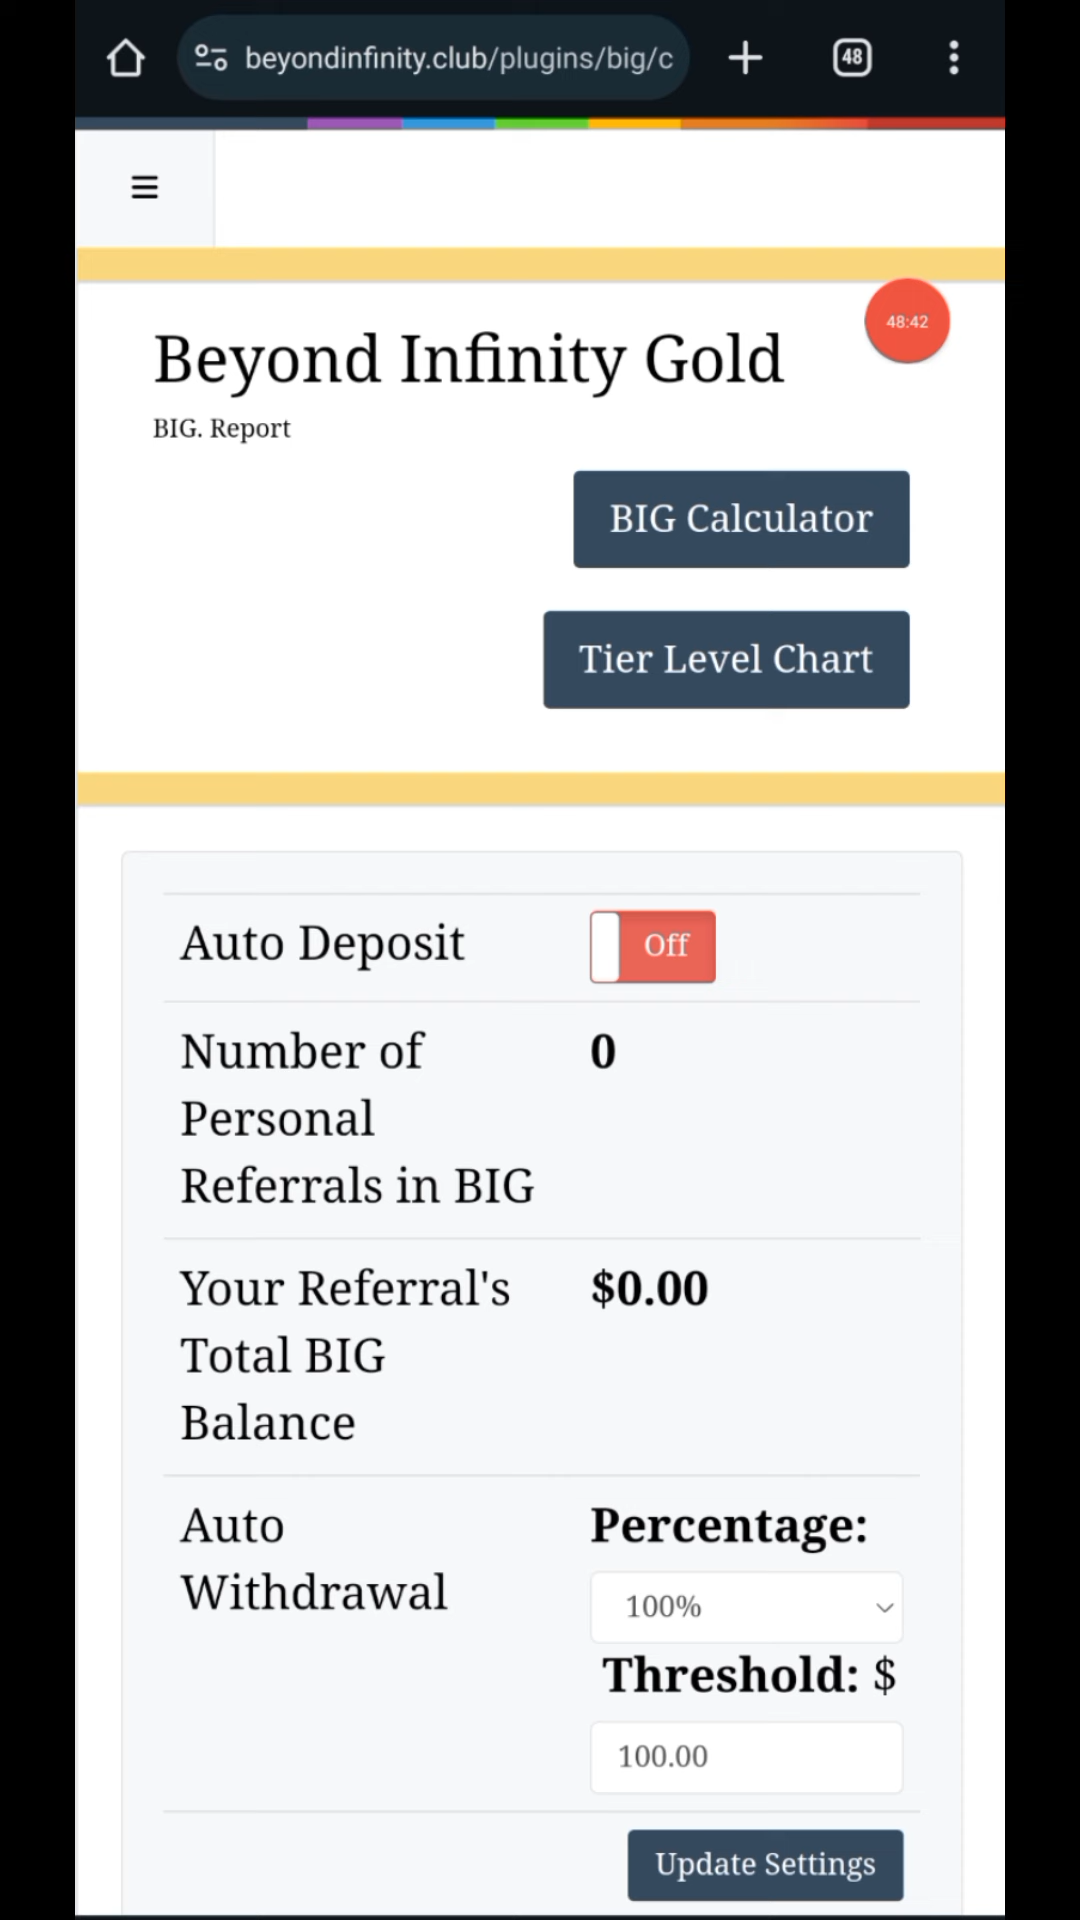 beyondinfinity.club/plugins/big/c
48
48:42
Beyond Infinity Gold
BIG. Report
BIG Calculator
Tier Level Chart
Auto Deposit
Off
Number of
Personal
Referrals in BIG
0
Your Referral's
Total BIG
Balance
$0.00
Auto
Withdrawal
Percentage:
100%
Threshold: $
100.00
Update Settings